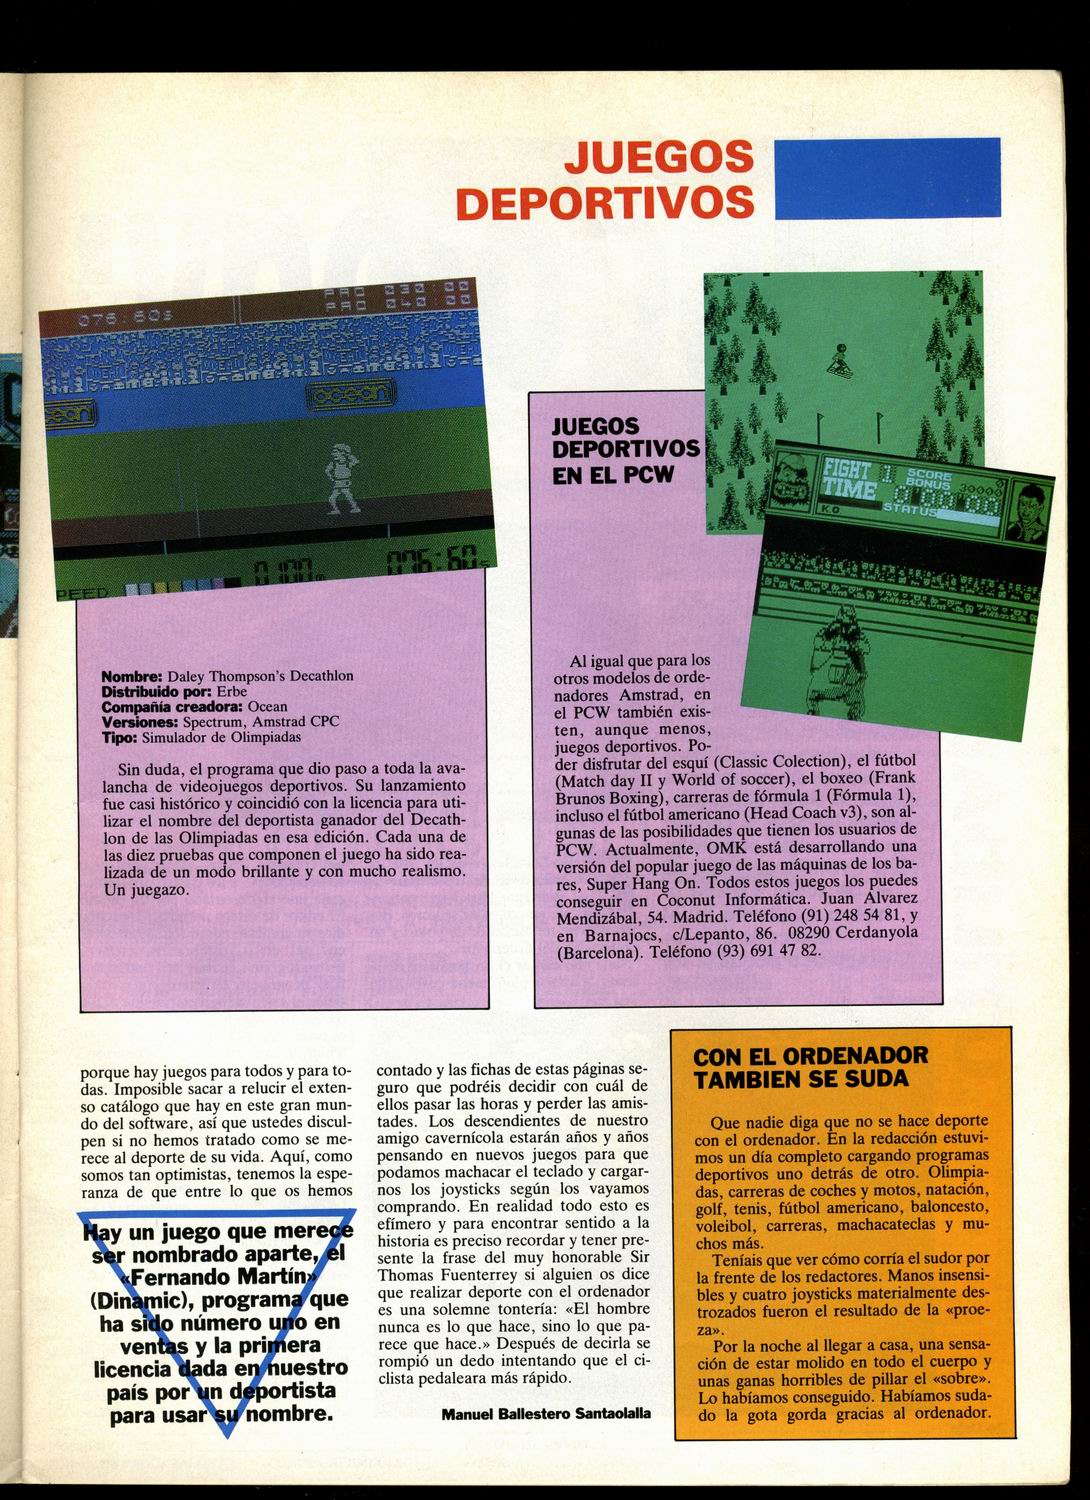 JUEGOS
DEPORTIVOS
076:60s
PRO 030:00
PRO 040:00
ocean
ocean
PEED
0100m
076:60s
Nombre: Daley Thompson's Decathlon
Distribuido por: Erbe
Compañía creadora: Ocean
Versiones: Spectrum, Amstrad CPC
Tipo: Simulador de Olimpiadas
Sin duda, el programa que dio paso a toda la ava-
lancha de videojuegos deportivos. Su lanzamiento
fue casi histórico y coincidió con la licencia para uti-
lizar el nombre del deportista ganador del Decath-
lon de las Olimpiadas en esa edición. Cada una de
las diez pruebas que componen el juego ha sido rea-
lizada de un modo brillante y con mucho realismo.
Un juegazo.
JUEGOS
DEPORTIVOS
EN EL PCW
FIGHT 1
TIME
SCORE 0
BONUS 30000
K.O.
STATUS
Al igual que para los
otros modelos de orde-
nadores Amstrad, en
el PCW también exis-
ten, aunque menos,
juegos deportivos. Po-
der disfrutar del esquí (Classic Colection), el fútbol
(Match day II y World of soccer), el boxeo (Frank
Brunos Boxing), carreras de fórmula 1 (Fórmula 1),
incluso el fútbol americano (Head Coach v3), son al-
gunas de las posibilidades que tienen los usuarios de
PCW. Actualmente, OMK está desarrollando una
versión del popular juego de las máquinas de los ba-
res, Super Hang On. Todos estos juegos los puedes
conseguir en Coconut Informática. Juan Alvarez
Mendizábal, 54. Madrid. Teléfono (91) 248 54 81, y
en Barnajocs, c/Lepanto, 86. 08290 Cerdanyola
(Barcelona). Teléfono (93) 691 47 82.
porque hay juegos para todos y para to-
das. Imposible sacar a relucir el exten-
so catálogo que hay en este gran mun-
do del software, así que ustedes discul-
pen si no hemos tratado como se me-
rece al deporte de su vida. Aquí, como
somos tan optimistas, tenemos la espe-
ranza de que entre lo que os hemos
Hay un juego que merece
ser nombrado aparte, el
«Fernando Martín»
(Dinamic), programa que
ha sido número uno en
ventas y la primera
licencia dada en nuestro
país por un deportista
para usar su nombre.
contado y las fichas de estas páginas se-
guro que podréis decidir con cuál de
ellos pasar las horas y perder las amis-
tades. Los descendientes de nuestro
amigo cavernícola estarán años y años
pensando en nuevos juegos para que
podamos machacar el teclado y cargar-
nos los joysticks según los vayamos
comprando. En realidad todo esto es
efímero y para encontrar sentido a la
historia es preciso recordar y tener pre-
sente la frase del muy honorable Sir
Thomas Fuenterrey si alguien os dice
que realizar deporte con el ordenador
es una solemne tontería: «El hombre
nunca es lo que hace, sino lo que pa-
rece que hace.» Después de decirla se
rompió un dedo intentando que el ci-
clista pedaleara más rápido.
Manuel Ballestero Santaolalla
CON EL ORDENADOR
TAMBIEN SE SUDA
Que nadie diga que no se hace deporte
con el ordenador. En la redacción estuvi-
mos un día completo cargando programas
deportivos uno detrás de otro. Olimpia-
das, carreras de coches y motos, natación,
golf, tenis, fútbol americano, baloncesto,
voleibol, carreras, machacateclas y mu-
chos más.
Teníais que ver cómo corría el sudor por
la frente de los redactores. Manos insensi-
bles y cuatro joysticks materialmente des-
trozados fueron el resultado de la «proe-
za».
Por la noche al llegar a casa, una sensa-
ción de estar molido en todo el cuerpo y
unas ganas horribles de pillar el «sobre».
Lo habíamos conseguido. Habíamos suda-
do la gota gorda gracias al ordenador.